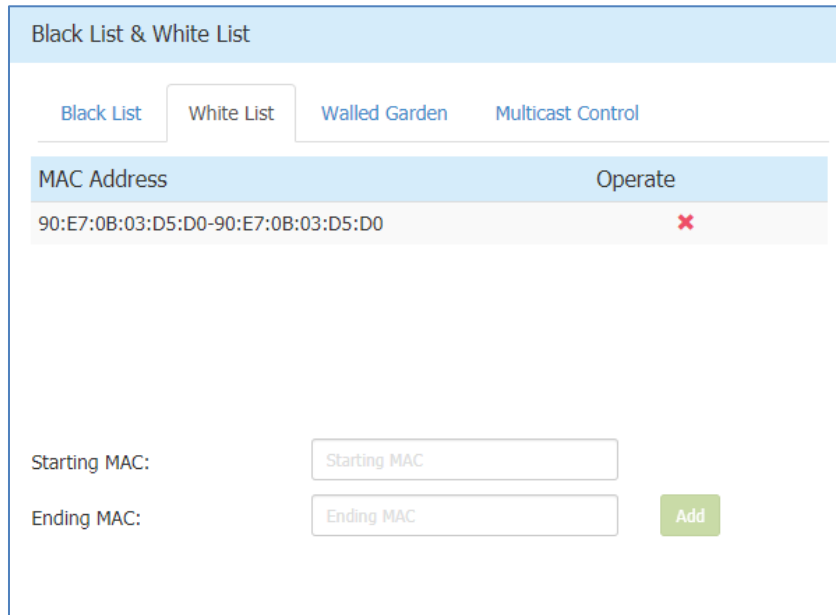 Black List & White List
Black List White List Walled Garden Multicast Control
MAC Address Operate
90:E7:0B:03:D5:D0-90:E7:0B:03:D5:D0
Starting MAC: Starting MAC
Ending MAC: Ending MAC Add